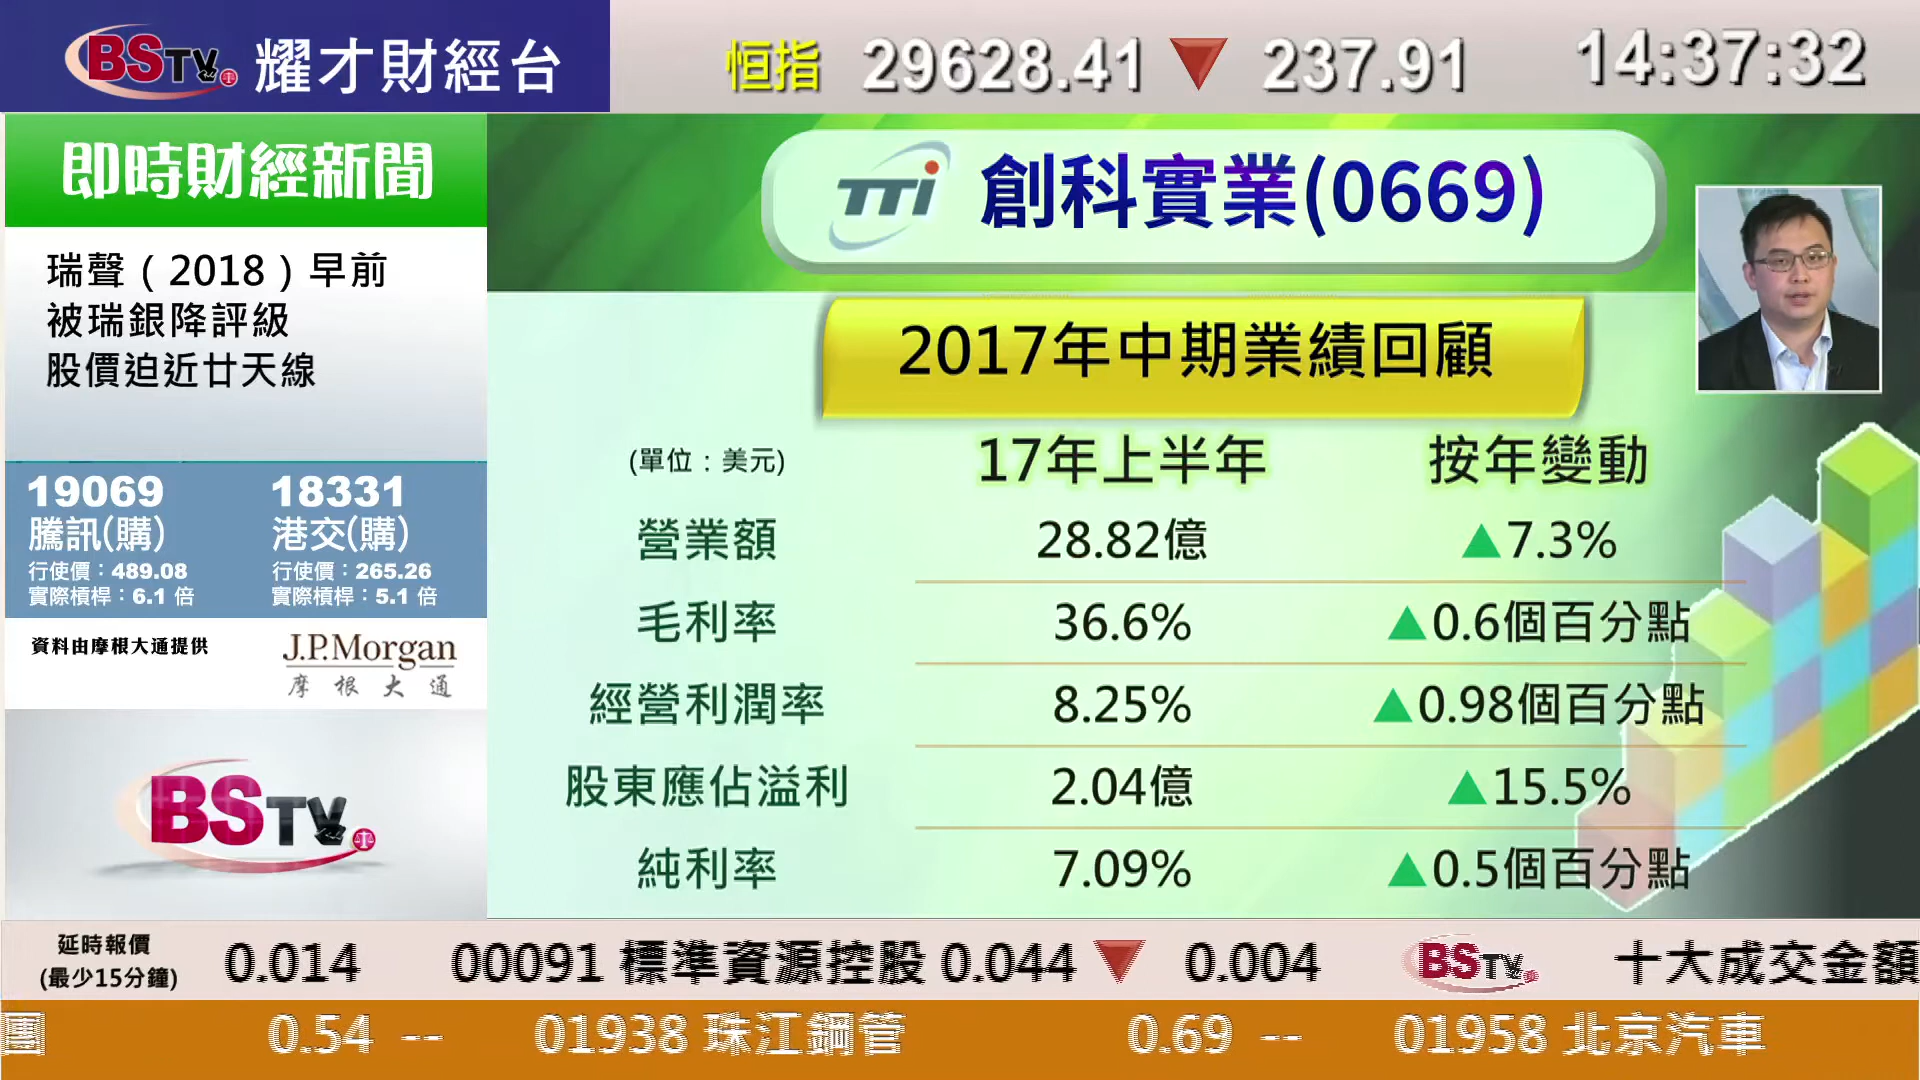 BSTV 耀才財經台
恒指 29628.41 ▼ 237.91 14:37:32
即時財經新聞
瑞聲（2018）早前
被瑞銀降評級
股價迫近廿天線
19069 18331
騰訊(購) 港交(購)
行使價：489.08 行使價：265.26
實際槓桿：6.1 倍 實際槓桿：5.1 倍
資料由摩根大通提供
J.P.Morgan
摩根大通
BSTV
TTI 創科實業(0669)
2017年中期業績回顧
(單位：美元) 17年上半年 按年變動
營業額 28.82億 ▲7.3%
毛利率 36.6% ▲0.6個百分點
經營利潤率 8.25% ▲0.98個百分點
股東應佔溢利 2.04億 ▲15.5%
純利率 7.09% ▲0.5個百分點
延時報價
(最少15分鐘)
0.014 00091 標準資源控股 0.044 ▼ 0.004 BSTV 十大成交金額
團 0.54 -- 01938 珠江鋼管 0.69 -- 01958 北京汽車